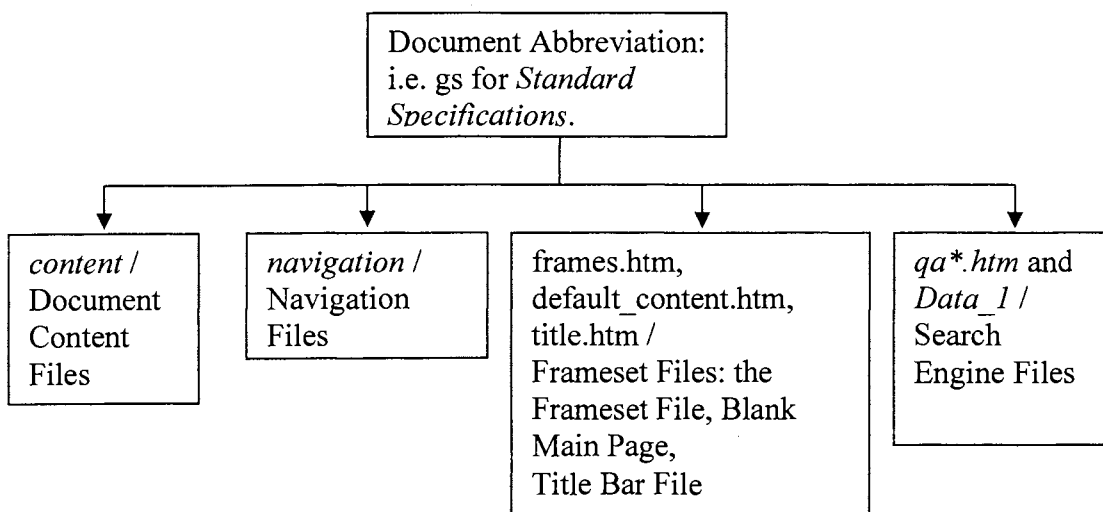 Document Abbreviation:
i.e. gs for Standard
Specifications.
content /
Document
Content
Files
navigation /
Navigation
Files
frames.htm,
default_content.htm,
title.htm /
Frameset Files: the
Frameset File, Blank
Main Page,
Title Bar File
qa*.htm and
Data_1 /
Search
Engine Files